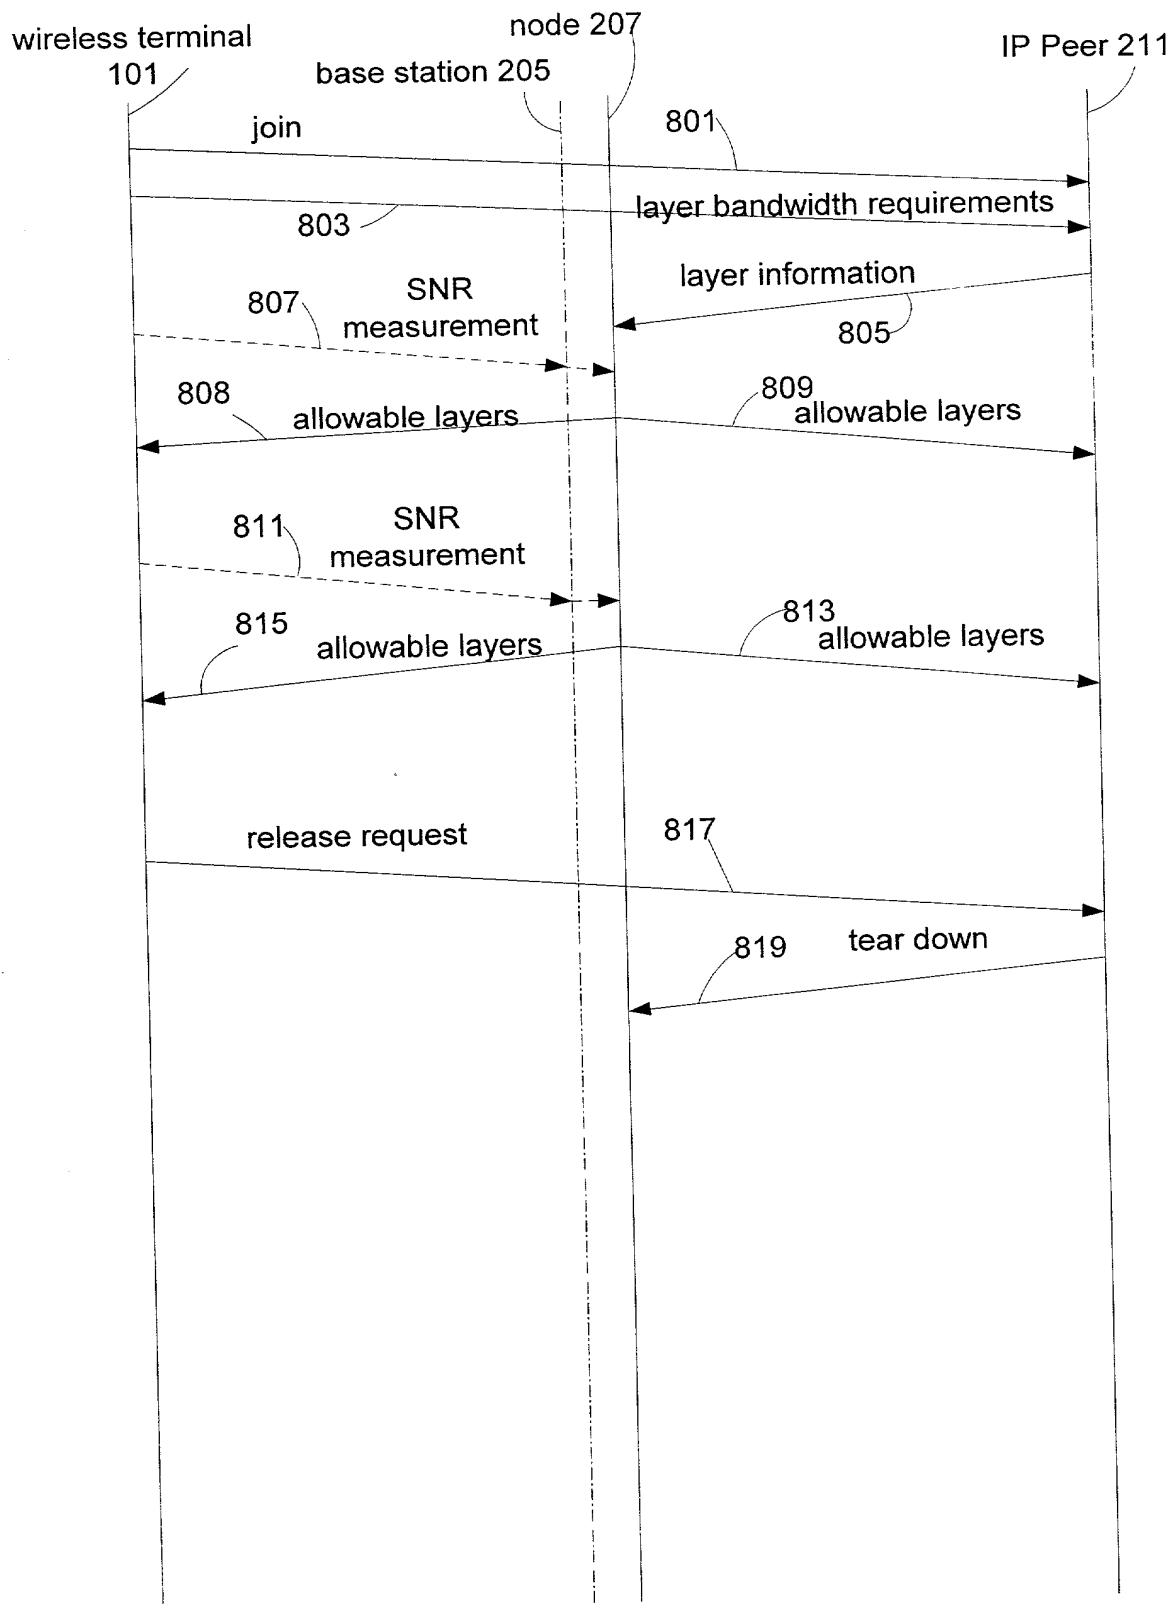 wireless terminal
101
base station 205
node 207
IP Peer 211
join
801
803
layer bandwidth requirements
layer information
805
807
SNR
measurement
808
allowable layers
809
allowable layers
811
SNR
measurement
815
allowable layers
813
allowable layers
release request
817
819
tear down